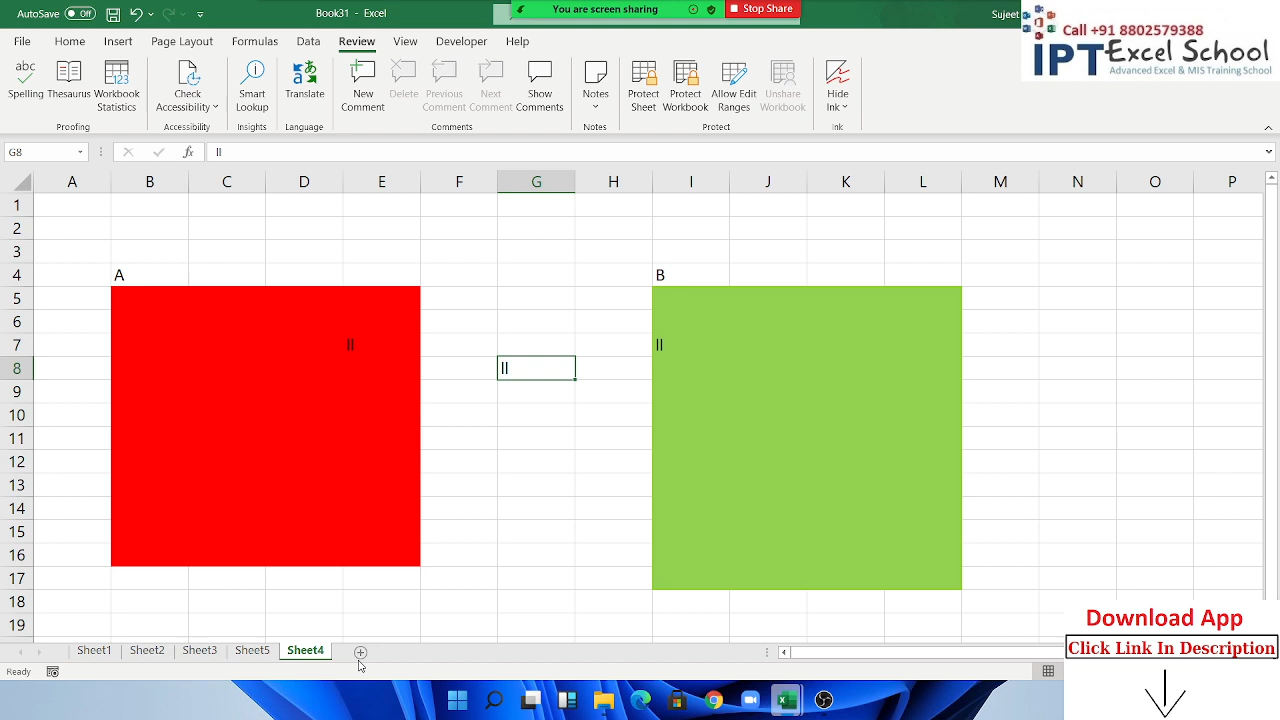 AutoSave Off
Book31 - Excel
You are screen sharing
Stop Share
Sujeet
Call +91 8802579388
IPT Excel School
Advanced Excel & MIS Training School
File Home Insert Page Layout Formulas Data Review View Developer Help
abc
Spelling Thesaurus Workbook Statistics
Check Accessibility
Smart Lookup
Translate
New Comment
Delete
Previous Comment
Next Comment
Show Comments
Notes
Protect Sheet
Protect Workbook
Allow Edit Ranges
Unshare Workbook
Hide Ink
Proofing Accessibility Insights Language Comments Notes Protect Ink
G8 fx ll
A B C D E F G H I J K L M N O P
1
2
3
4 A B
5
6
7 ll ll
8 ll
9
10
11
12
13
14
15
16
17
18
19
Sheet1 Sheet2 Sheet3 Sheet5 Sheet4
Ready
Download App
Click Link In Description